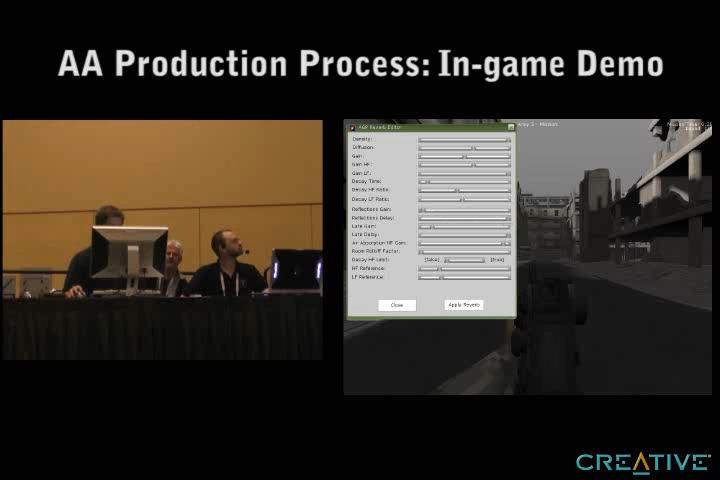 AA Production Process: In-game Demo
AGP Reverb Editor
Density:
Diffusion:
Gain:
Gain HF:
Gain LF:
Decay Time:
Decay HF Ratio:
Decay LF Ratio:
Reflections Gain:
Reflections Delay:
Late Gain:
Late Delay:
Air Absorption HF Gain:
Room Rolloff Factor:
Decay HF Limit: [false] [true]
HF Reference:
LF Reference:
Close Apply Reverb
CREATIVE